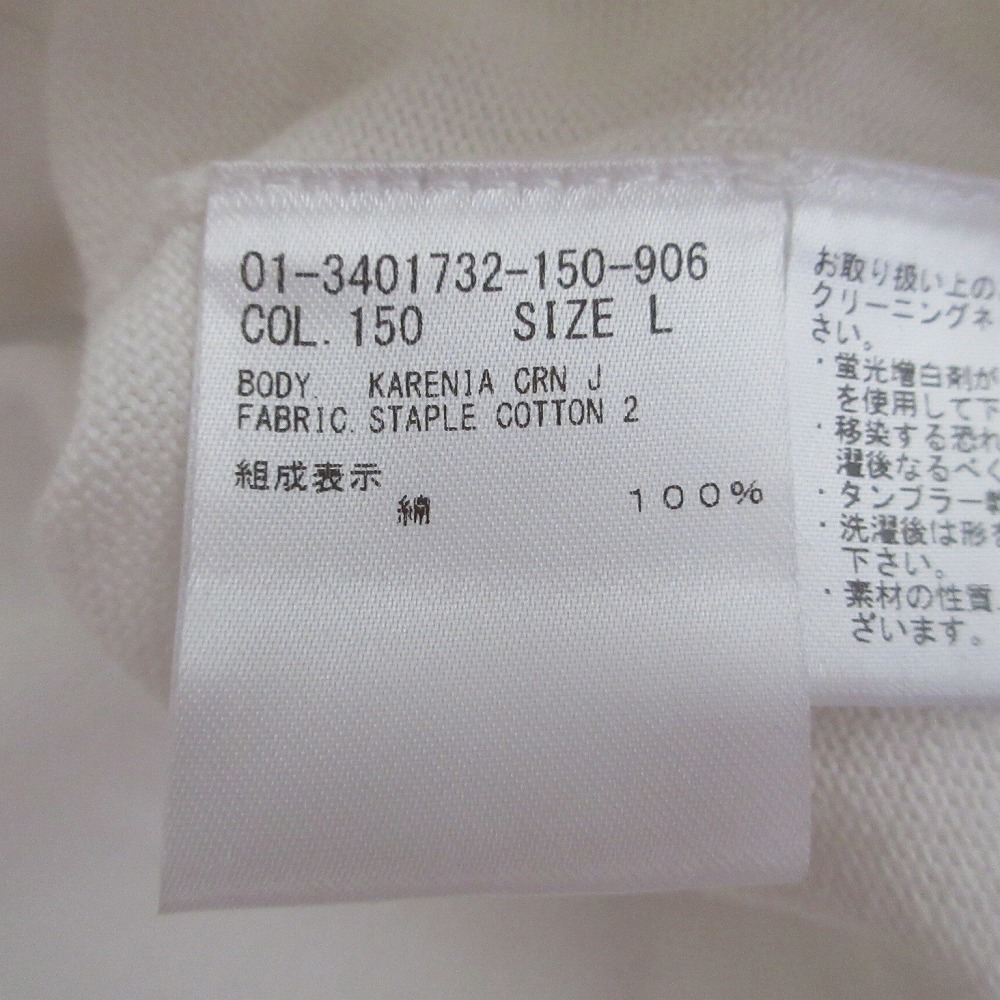 01-3401732-150-906
COL. 150 SIZE L
BODY. KARENIA CRN J
FABRIC. STAPLE COTTON 2
組成表示
綿 100%
お取り扱い上の
クリーニングネ
さい。
・蛍光増白剤が
を使用して下
・移染する恐れ
濯後なるべく
・タンブラー乾
・洗濯後は形を
下さい。
・素材の性質
ざいます。